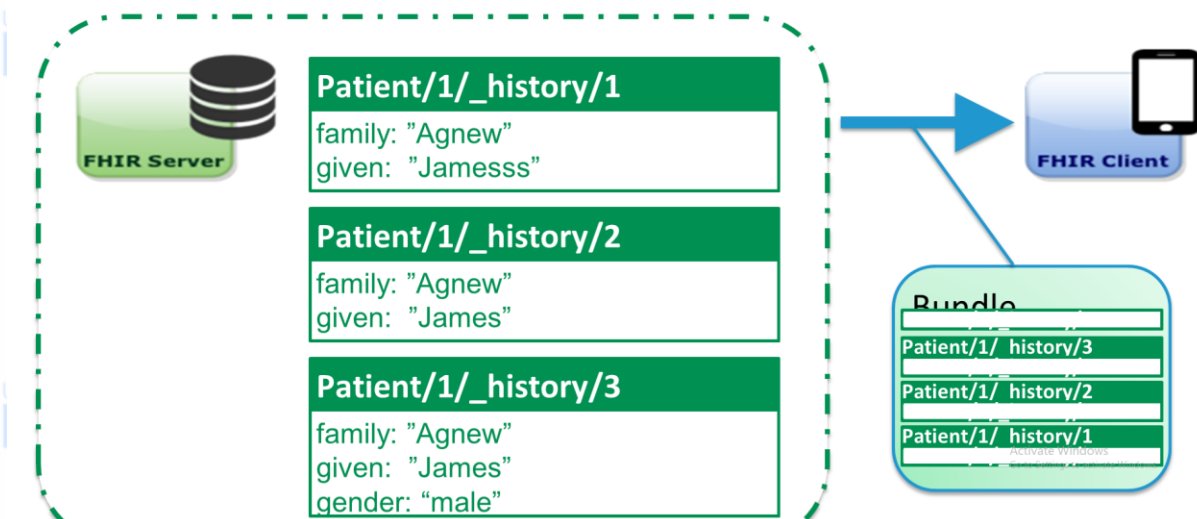 FHIR Server
Patient/1/_history/1
family: ”Agnew”
given: ”Jamesss”
Patient/1/_history/2
family: ”Agnew”
given: ”James”
Patient/1/_history/3
family: ”Agnew”
given: ”James”
gender: “male”
FHIR Client
Bundle
Patient/1/_history/3
Patient/1/_history/2
Patient/1/_history/1
Activate Windows